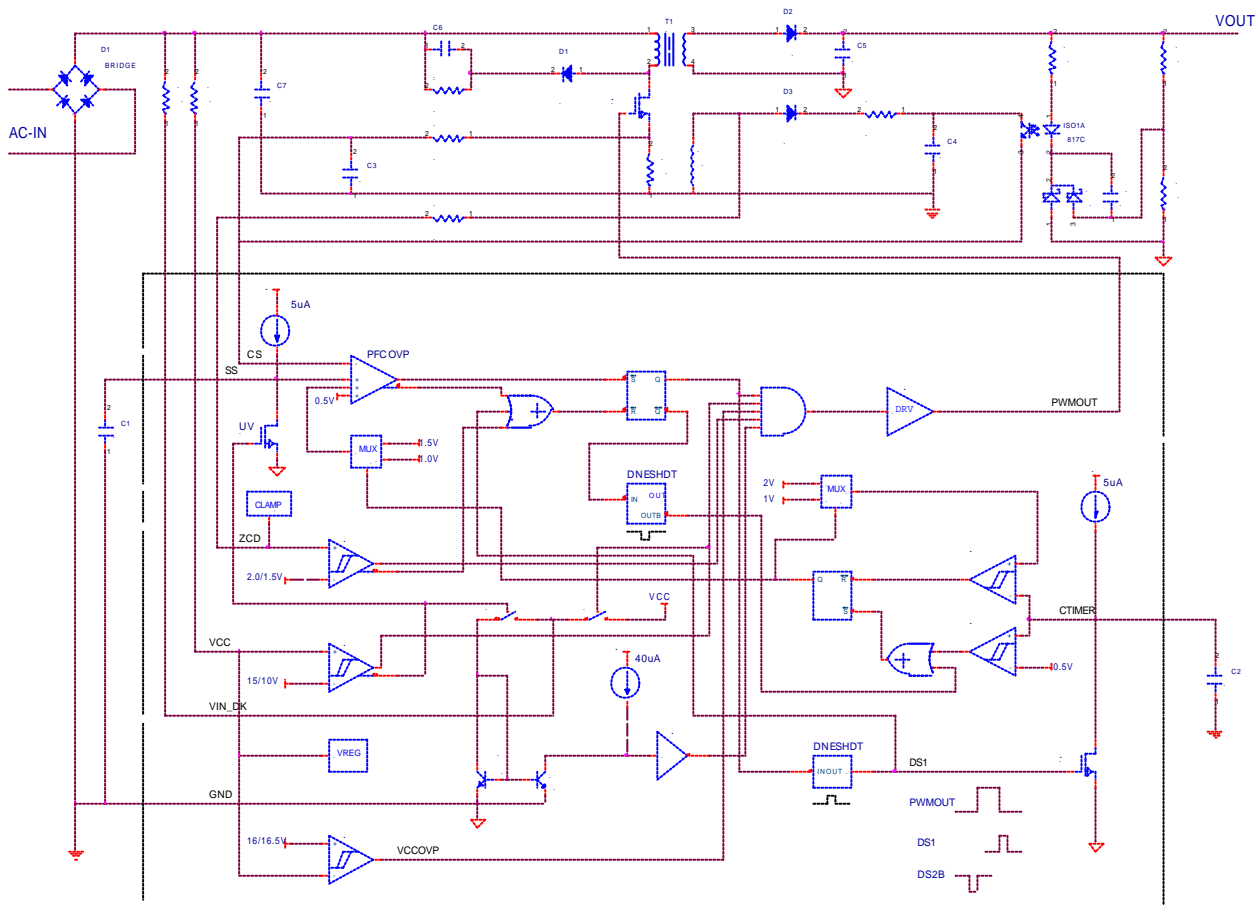 C6
T1
D2
VOUT
D1
BRIDGE
D1
C5
C7
D3
AC-IN
ISO1A
817C
C3
C4
5uA
CS
PFCOVP
SS
0.5V
S Q
R Q
DRV
PWMOUT
C1
UV
MUX
1.5V
1.0V
DNESHDT
IN OUT
OUTB
2V
1V
MUX
5uA
CLAMP
ZCD
2.0/1.5V
Q R
S
VCC
CTIMER
VCC
15/10V
40uA
0.5V
C2
VIN_DK
VREG
DNESHDT
INOUT
DS1
GND
PWMOUT
16/16.5V
VCCOVP
DS1
DS2B